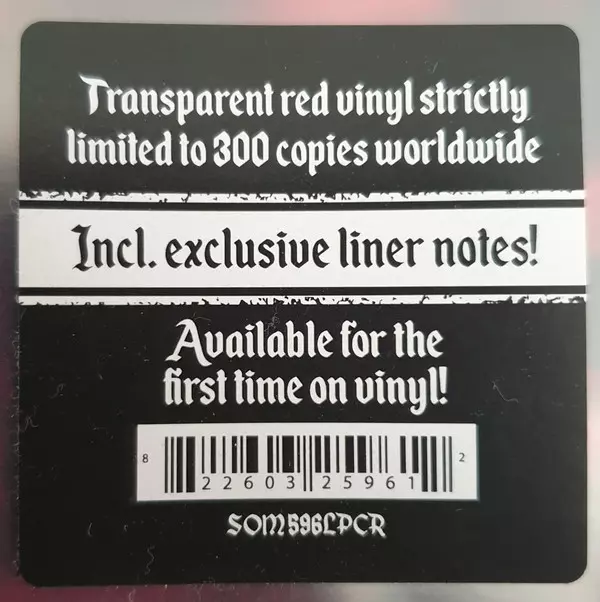 Transparent red vinyl strictly
limited to 300 copies worldwide
Incl. exclusive liner notes!
Available for the
first time on vinyl!
8 22603 25961 2
SOM596LPCR